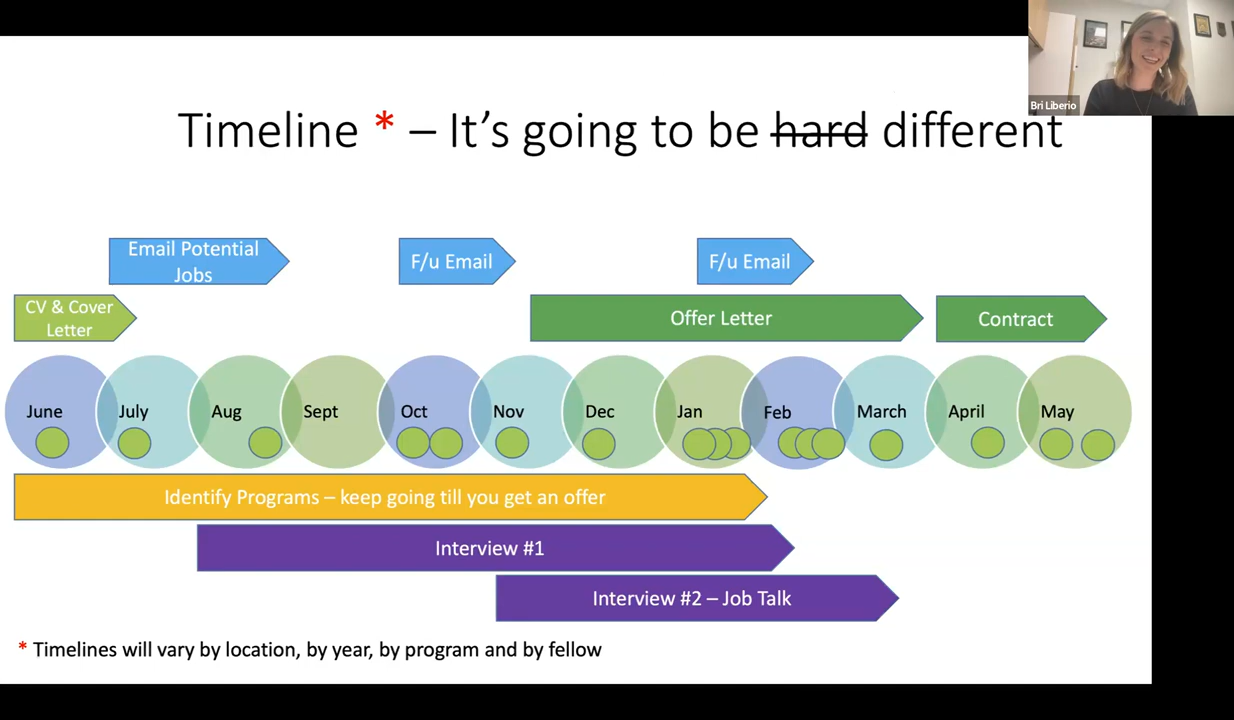 Bri Liberio
Timeline * – It's going to be hard different
Email Potential
Jobs
F/u Email
F/u Email
CV & Cover
Letter
Offer Letter
Contract
June
July
Aug
Sept
Oct
Nov
Dec
Jan
Feb
March
April
May
Identify Programs – keep going till you get an offer
Interview #1
Interview #2 – Job Talk
* Timelines will vary by location, by year, by program and by fellow